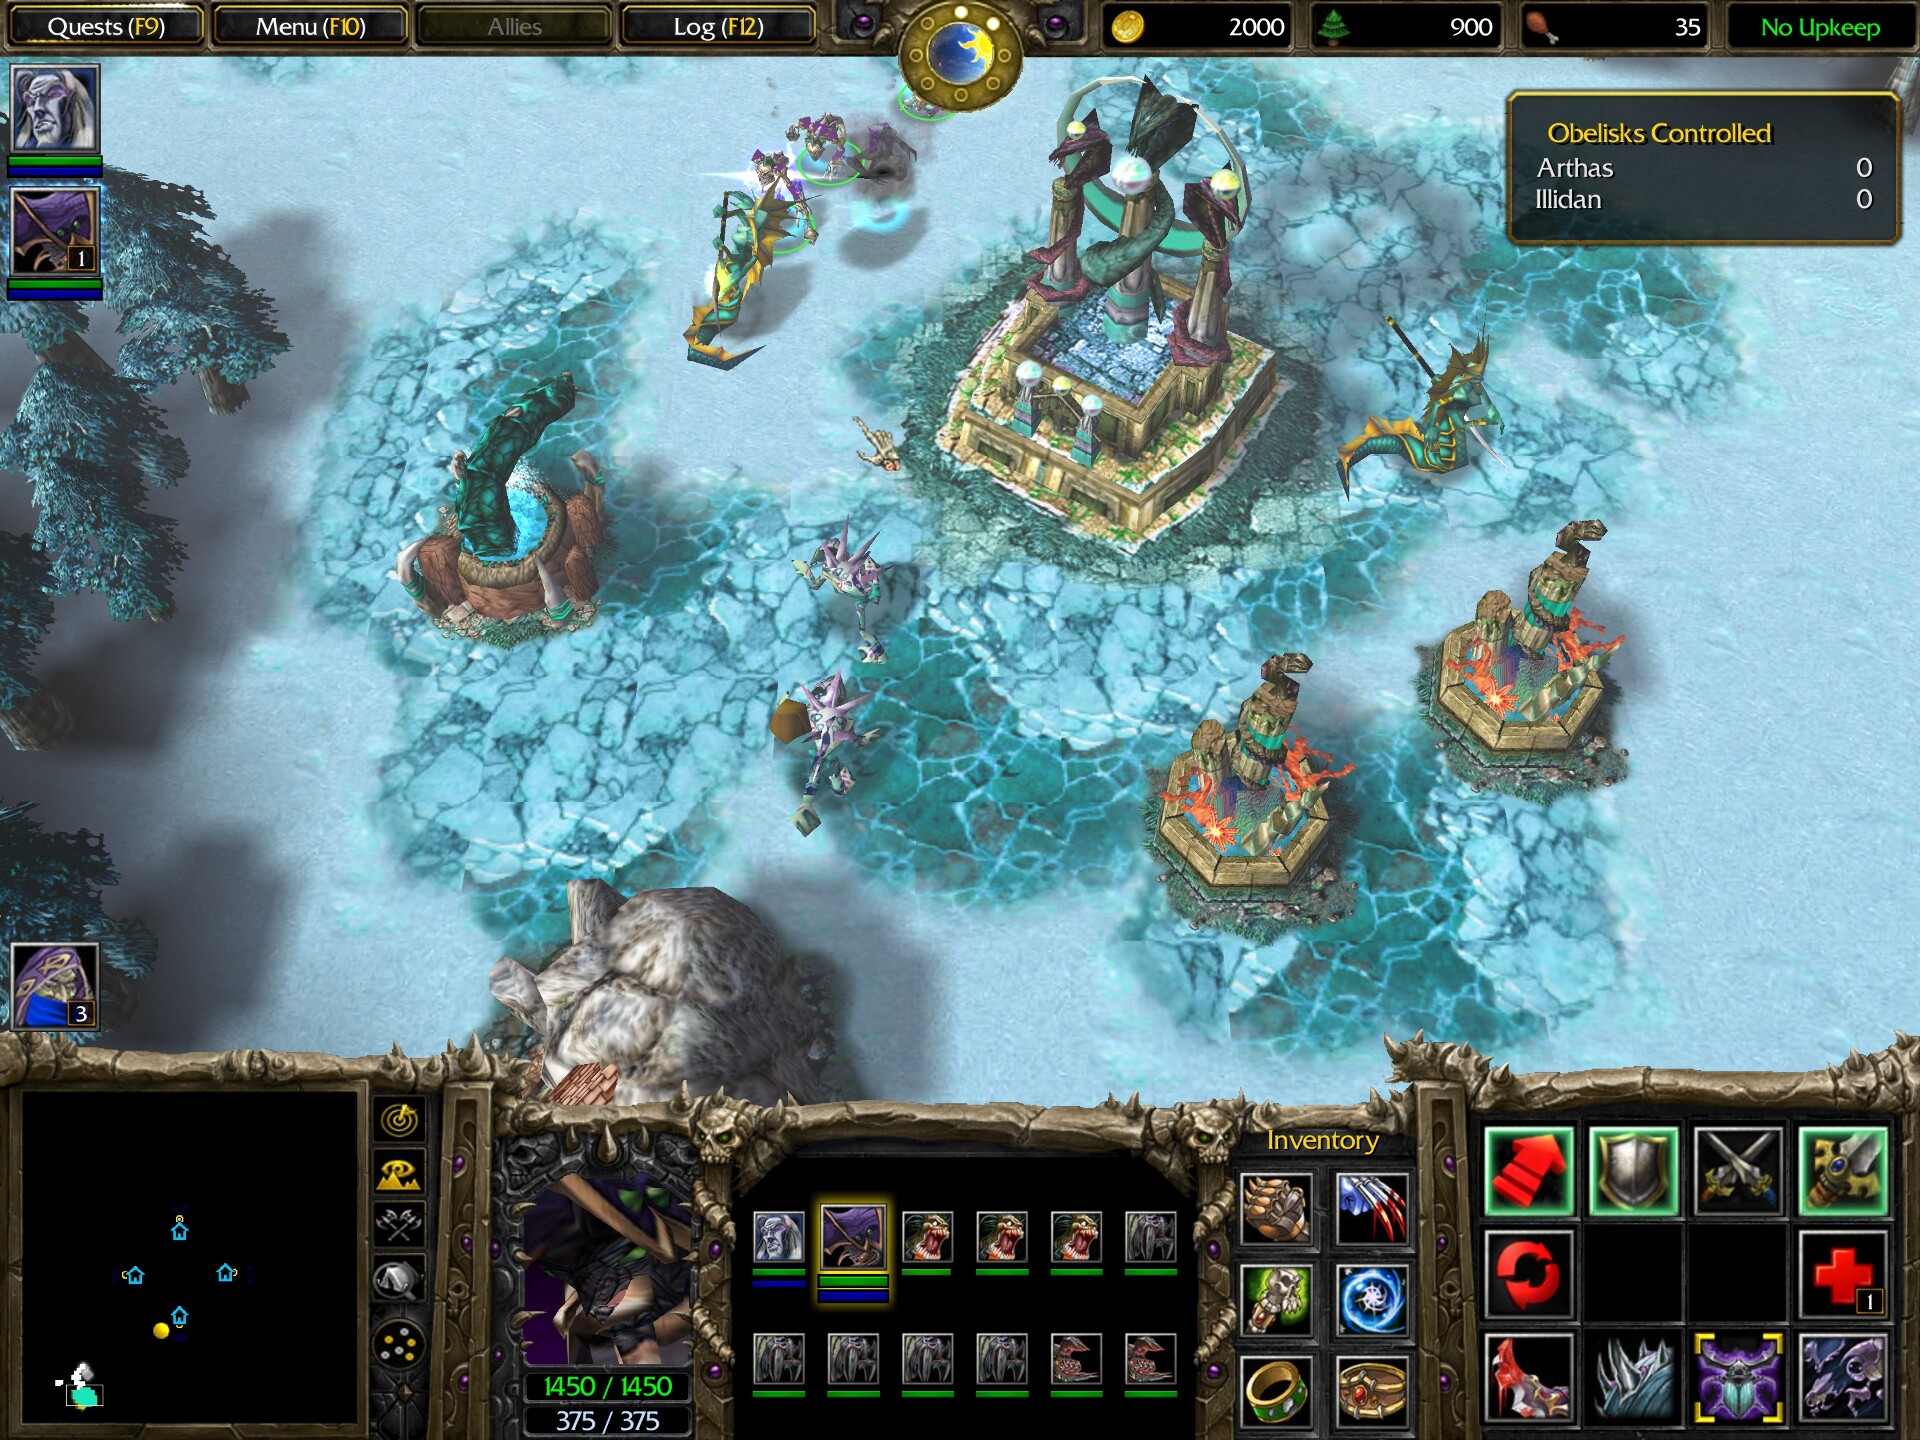 Quests (F9) Menu (F10) Allies Log (F12) 2000 900 35 No Upkeep
Obelisks Controlled
Arthas 0
Illidan 0
1
3
Inventory
1
1450 / 1450
375 / 375